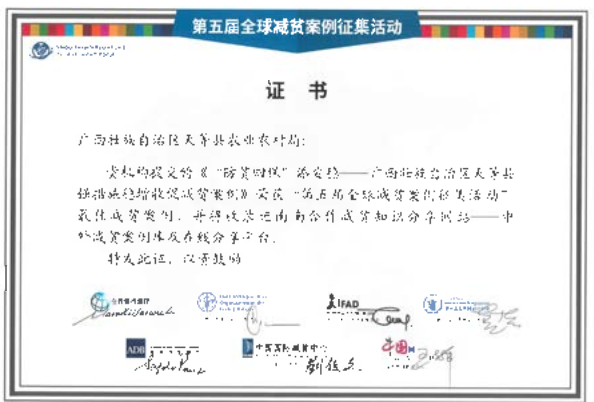 第五届全球减贫案例征集活动
证 书
广西壮族自治区天等县农业农村局:
贵机构提交的《“防贫四保”添安稳——广西壮族自治区天等县
强措施稳增收促减贫案例》荣获“第五届全球减贫案例征集活动”
最佳减贫案例,并将收录进南南合作减贫知识分享网站——中
外减贫案例库及在线分享平台。
特发此证,以资鼓励
世界银行
IFAD
ADB
中国国际减贫中心
中国